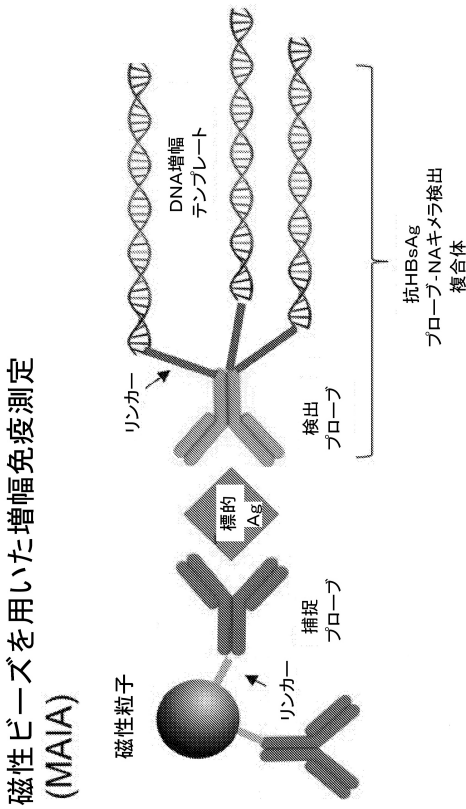 磁性ビーズを用いた増幅免疫測定
(MAIA)
磁性粒子
リンカー
捕捉
プローブ
標的
Ag
リンカー
検出
プローブ
DNA増幅
テンプレート
抗HBsAg
プローブ-NAキメラ検出
複合体